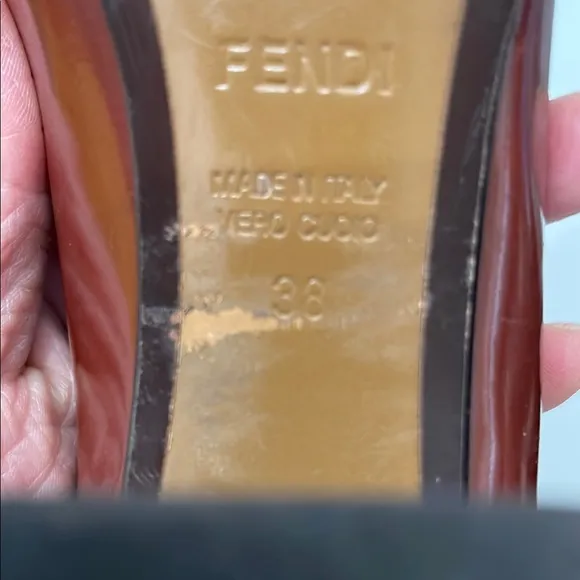 FENDI
MADE IN ITALY
VERO CUOIO
38